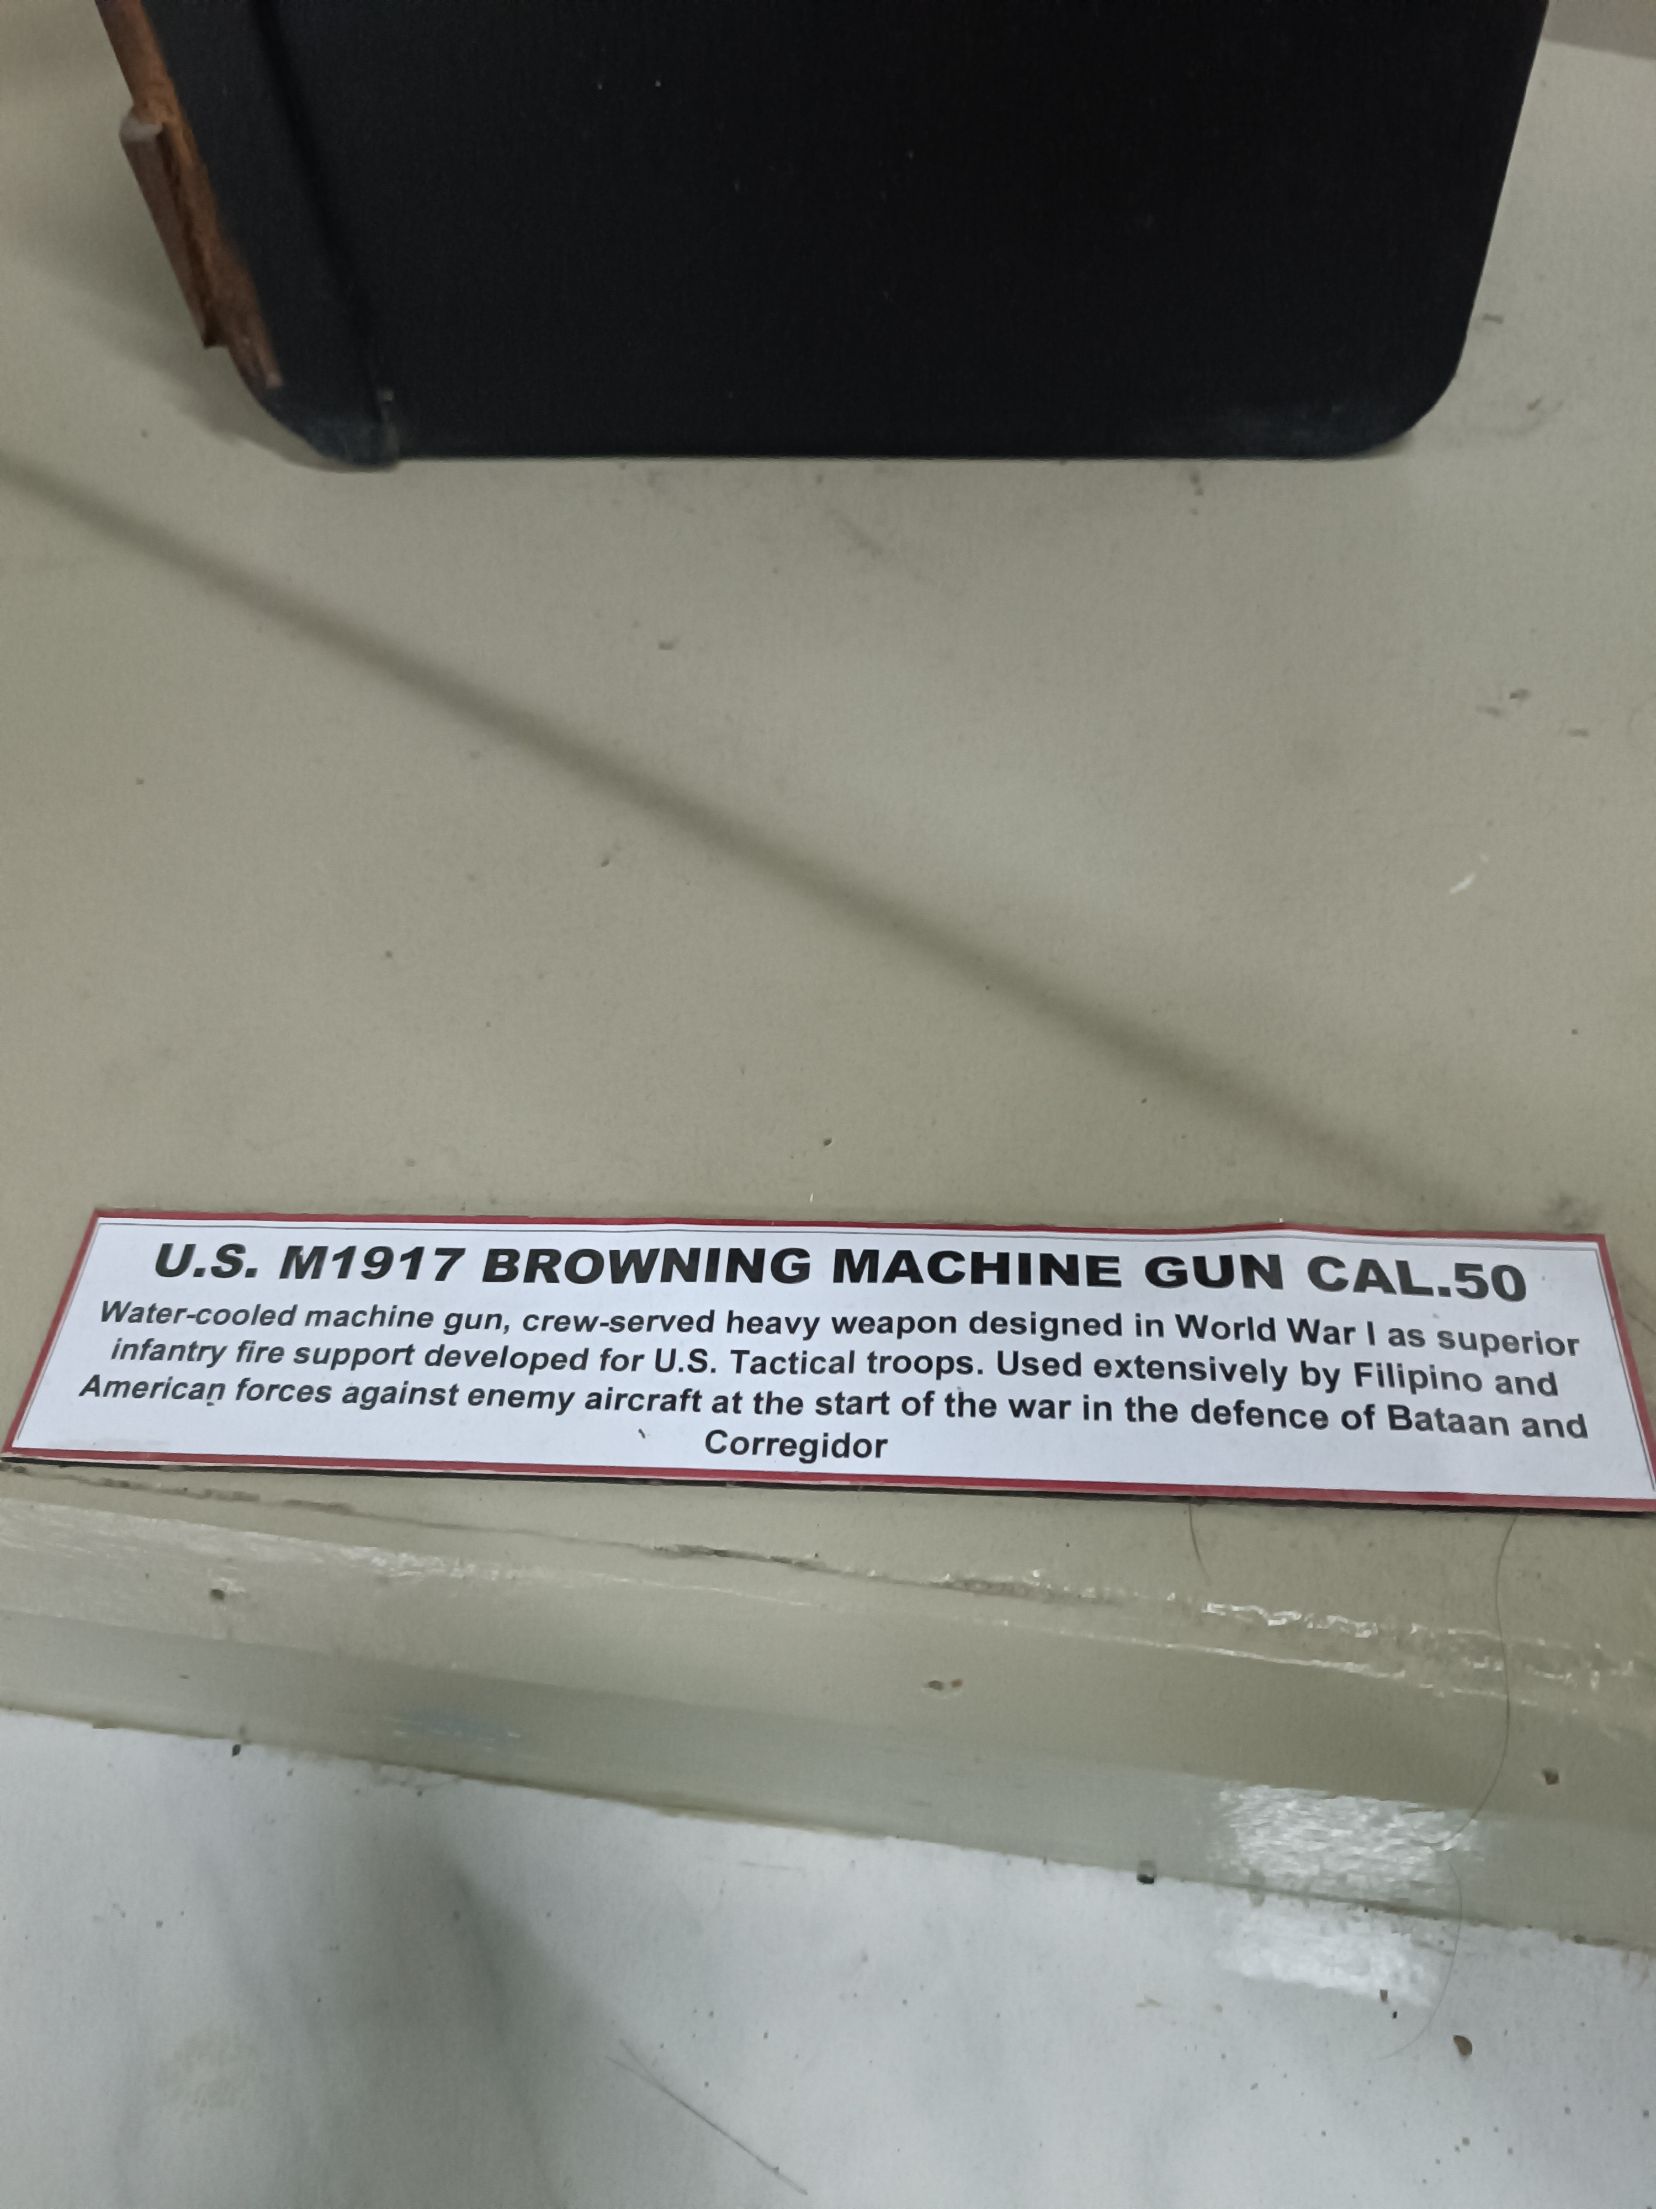 U.S. M1917 BROWNING MACHINE GUN CAL.50
Water-cooled machine gun, crew-served heavy weapon designed in World War I as superior
infantry fire support developed for U.S. Tactical troops. Used extensively by Filipino and
American forces against enemy aircraft at the start of the war in the defence of Bataan and
Corregidor